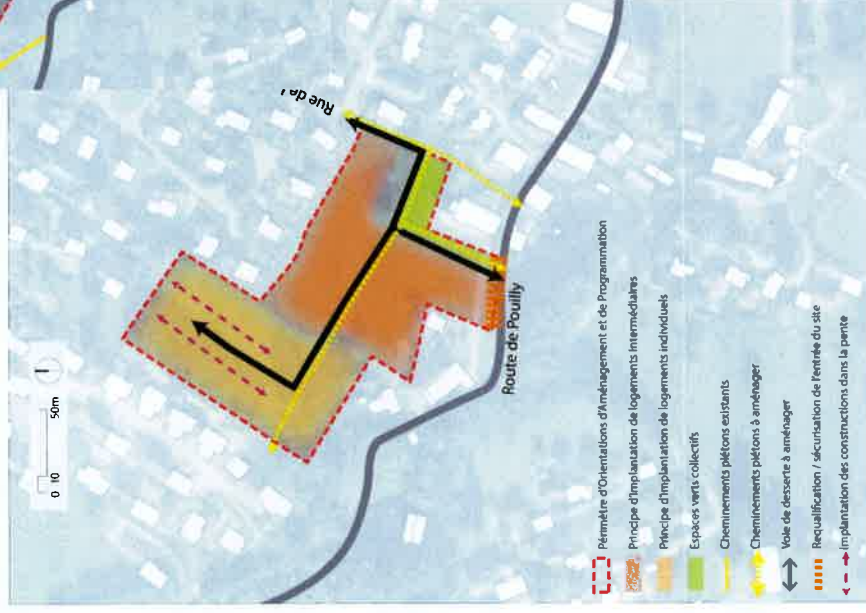 Rue de
0 10 50m
Route de Pouilly
Périmètre d'Orientations d'Aménagement et de Programmation
Principe d'implantation de logements intermédiaires
Principe d'implantation de logements individuels
Espaces verts collectifs
Cheminements piétons existants
Cheminements piétons à aménager
Voie de desserte à aménager
Requalification / sécurisation de l'entrée du site
Implantation des constructions dans la pente